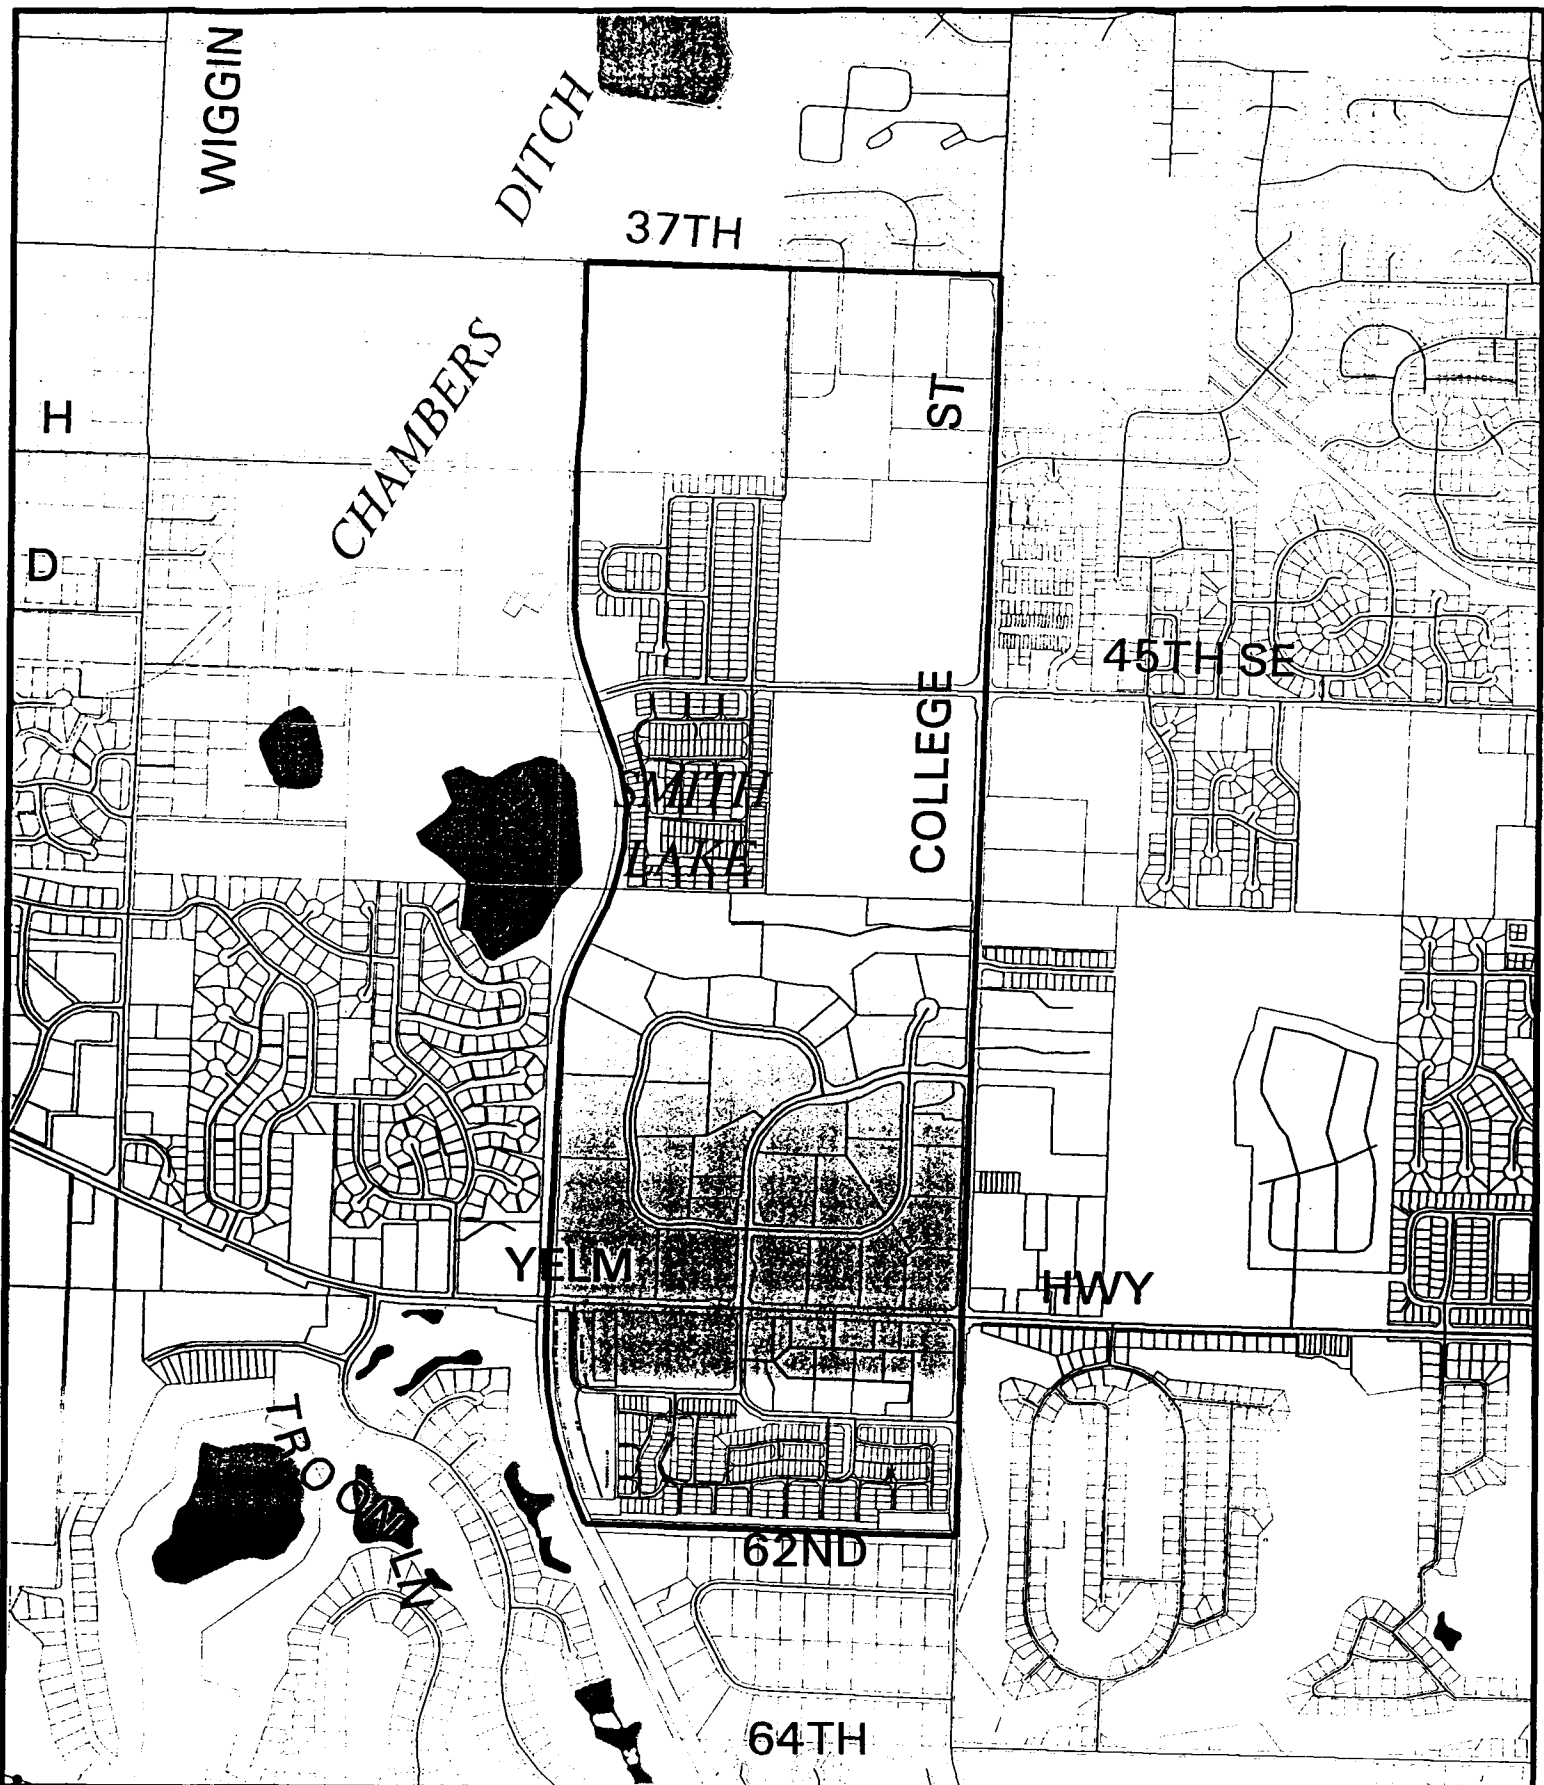 WIGGIN
DITCH
37TH
CHAMBERS
ST
H
D
45TH SE
COLLEGE
SMITH
LAKE
YELM
HWY
TROON LN
62ND
64TH